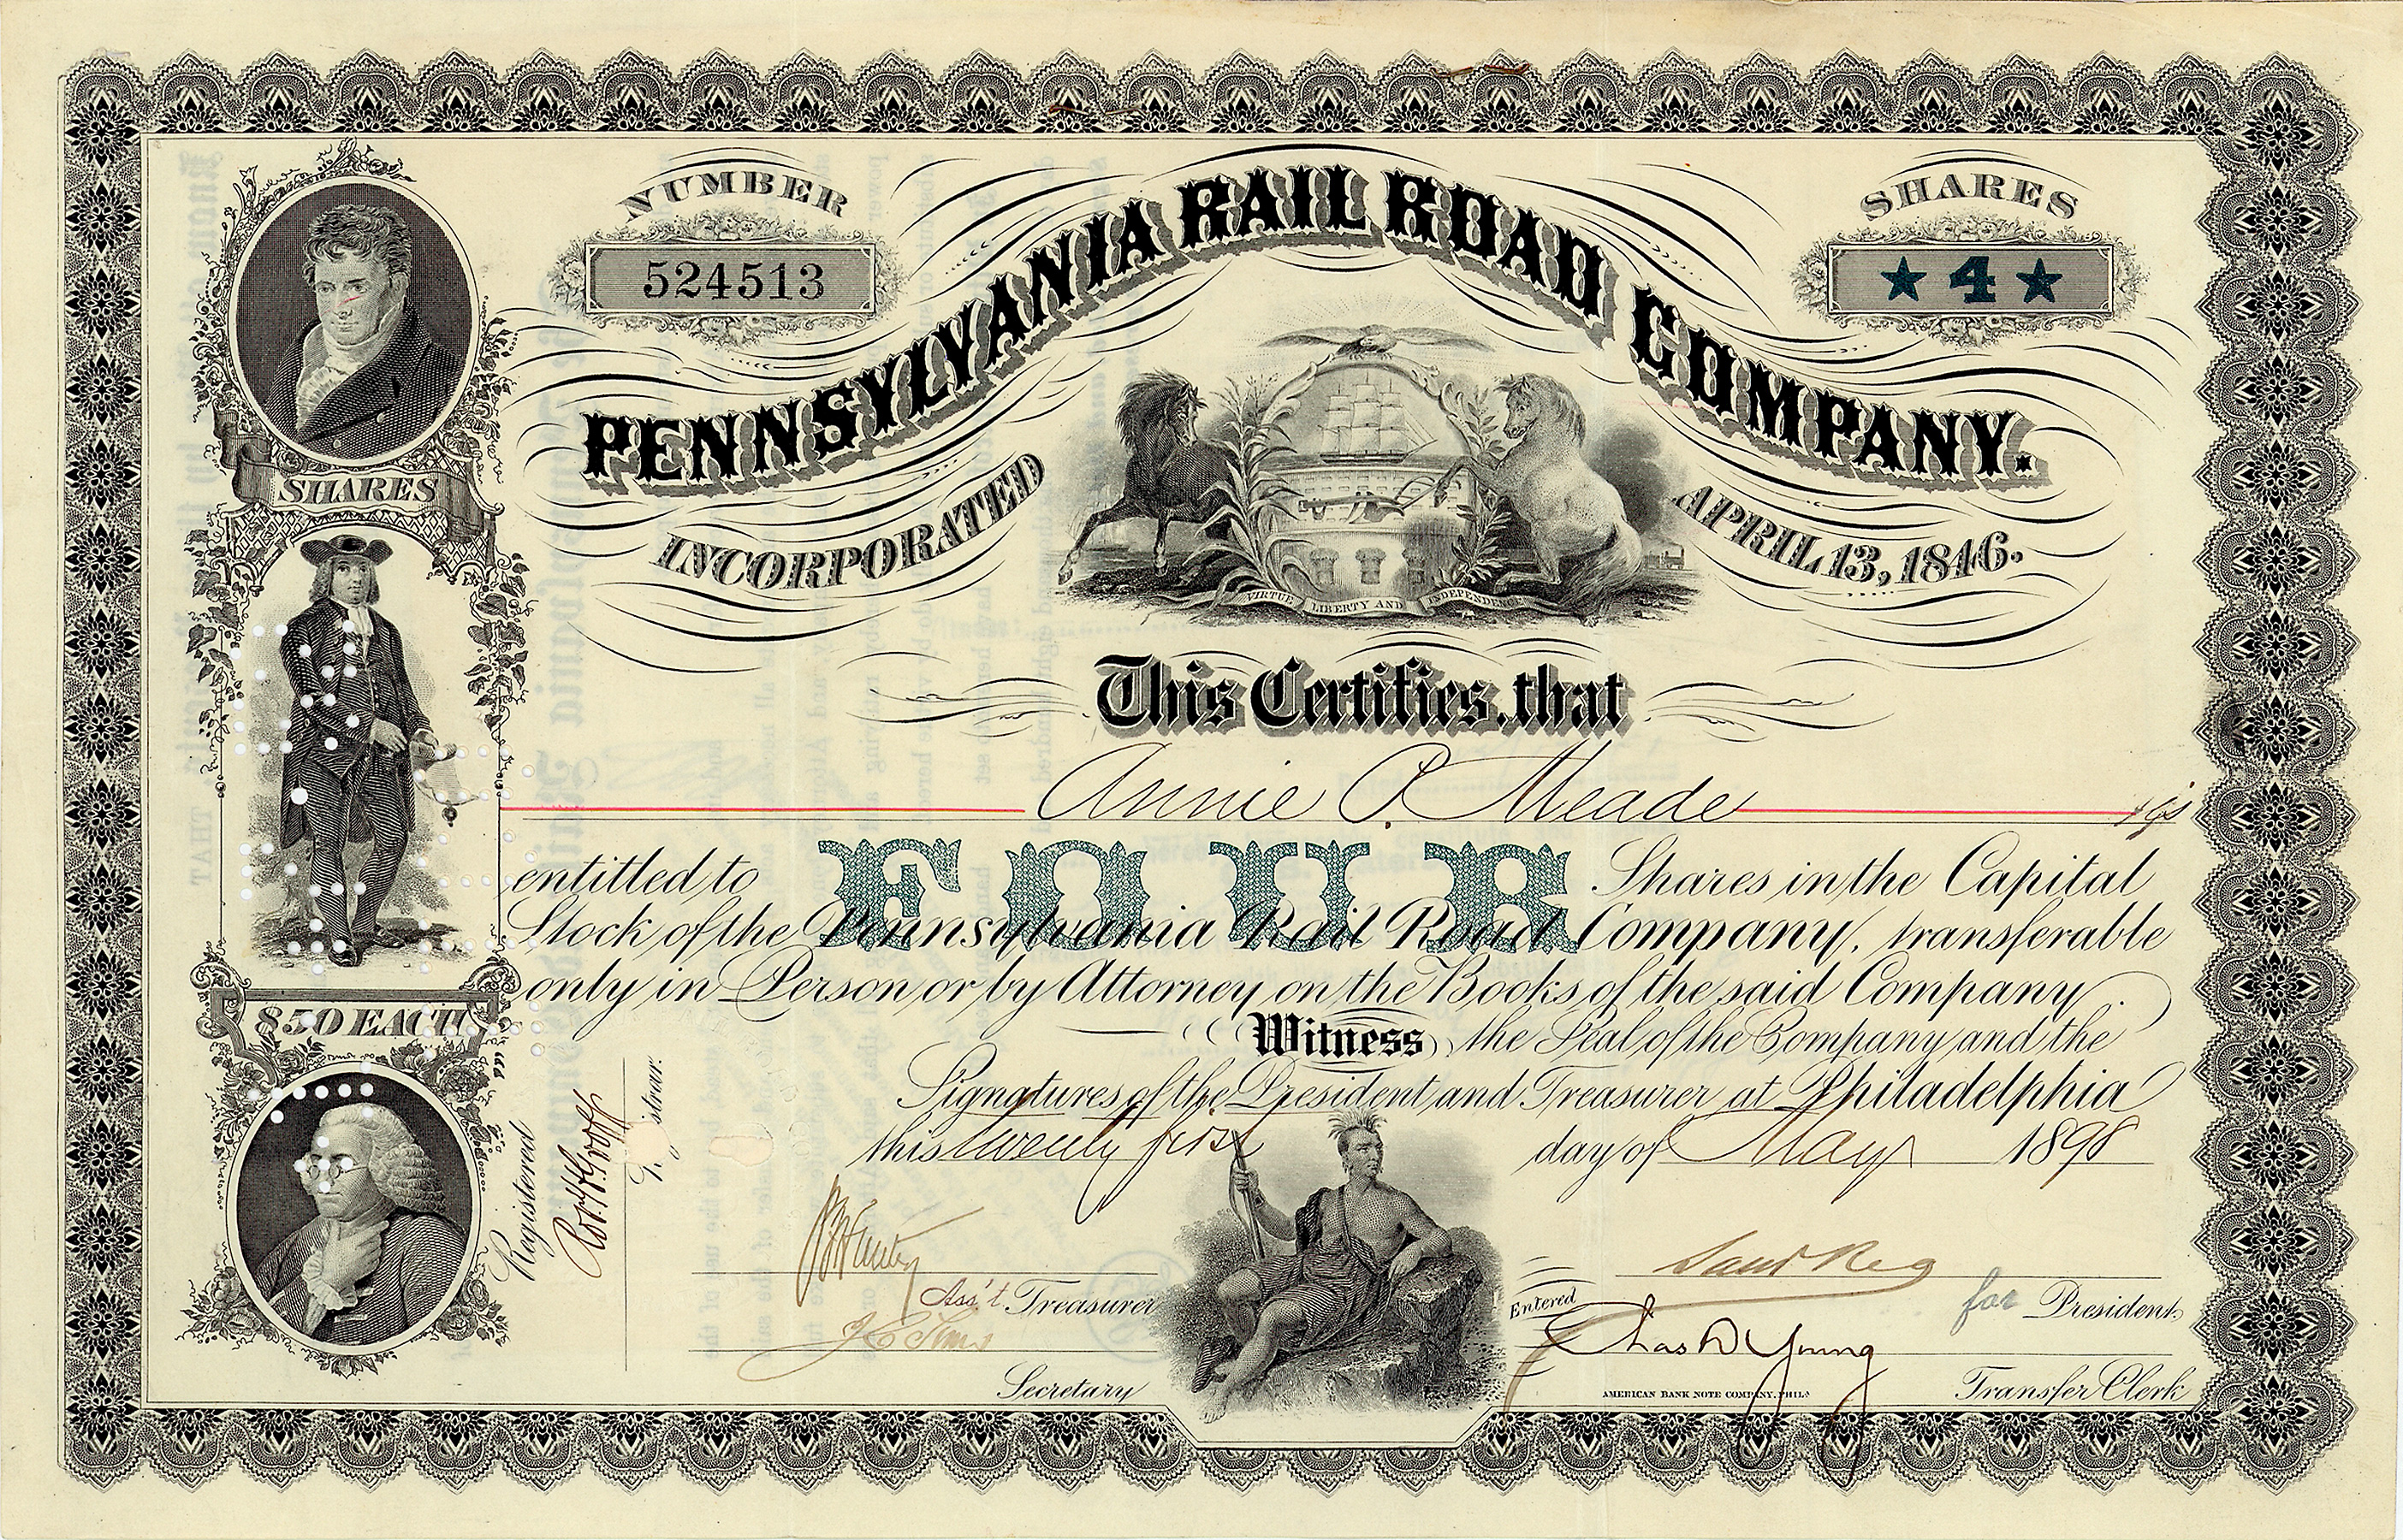 NUMBER
524513
SHARES
★ 4 ★
PENNSYLVANIA RAIL ROAD COMPANY.
INCORPORATED
APRIL 13, 1846.
VIRTUE LIBERTY AND INDEPENDENCE
SHARES
$50 EACH
This Certifies, that
Annie P. Meade is
entitled to FOUR Shares in the Capital
Stock of the Pennsylvania Rail Road Company, transferable
only in Person or by Attorney on the Books of the said Company.
Witness, the Seal of the Company and the
Signatures of the President and Treasurer at Philadelphia
this twenty first day of May 1898
Registered
Ass't Treasurer
for President
Entered
Chas D Young
Secretary
Transfer Clerk
AMERICAN BANK NOTE COMPANY, PHILA